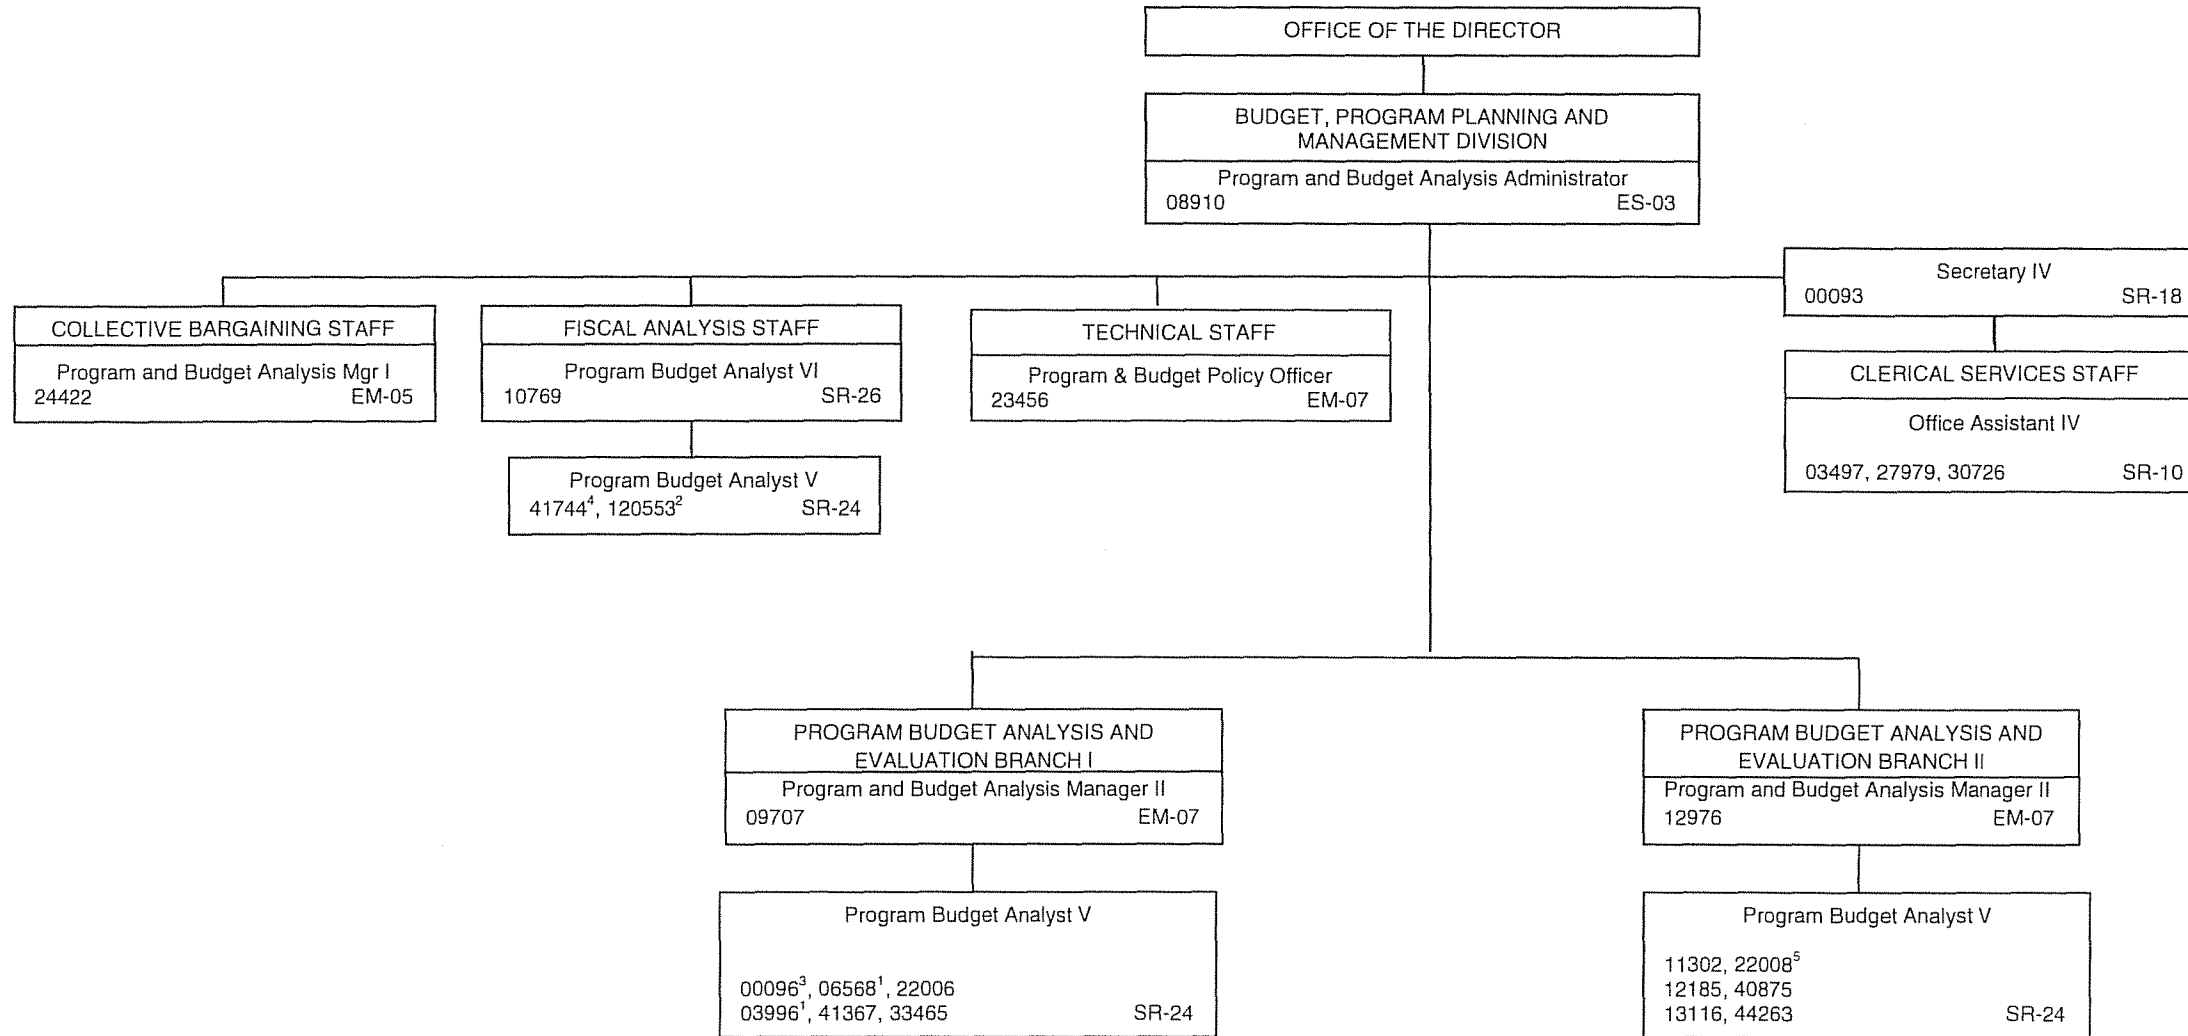 OFFICE OF THE DIRECTOR
BUDGET, PROGRAM PLANNING AND
MANAGEMENT DIVISION
Program and Budget Analysis Administrator
08910 ES-03
Secretary IV
00093 SR-18
COLLECTIVE BARGAINING STAFF
Program and Budget Analysis Mgr I
24422 EM-05
FISCAL ANALYSIS STAFF
Program Budget Analyst VI
10769 SR-26
TECHNICAL STAFF
Program & Budget Policy Officer
23456 EM-07
CLERICAL SERVICES STAFF
Office Assistant IV
03497, 27979, 30726 SR-10
Program Budget Analyst V
41744⁴, 120553² SR-24
PROGRAM BUDGET ANALYSIS AND
EVALUATION BRANCH I
Program and Budget Analysis Manager II
09707 EM-07
PROGRAM BUDGET ANALYSIS AND
EVALUATION BRANCH II
Program and Budget Analysis Manager II
12976 EM-07
Program Budget Analyst V
00096³, 06568¹, 22006
03996¹, 41367, 33465 SR-24
Program Budget Analyst V
11302, 22008⁵
12185, 40875
13116, 44263 SR-24